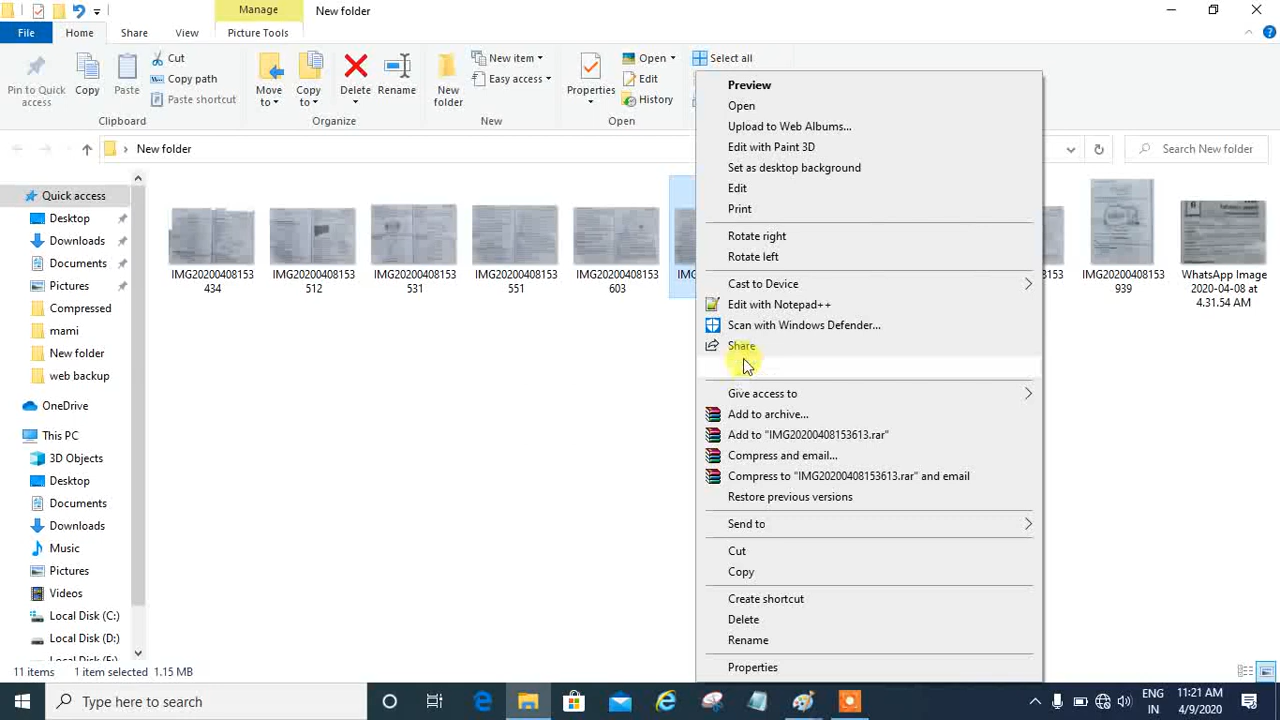 Manage
New folder
File
Home
Share
View
Picture Tools
Pin to Quick access
Copy
Paste
Cut
Copy path
Paste shortcut
Clipboard
Move to
Copy to
Delete
Rename
Organize
New folder
New item
Easy access
New
Properties
Open
Edit
History
Open
Select all
New folder
Search New folder
Quick access
Desktop
Downloads
Documents
Pictures
Compressed
mami
New folder
web backup
OneDrive
This PC
3D Objects
Desktop
Documents
Downloads
Music
Pictures
Videos
Local Disk (C:)
Local Disk (D:)
IMG20200408153
434
IMG20200408153
512
IMG20200408153
531
IMG20200408153
551
IMG20200408153
603
IMG20200408153
939
WhatsApp Image
2020-04-08 at
4.31.54 AM
Preview
Open
Upload to Web Albums...
Edit with Paint 3D
Set as desktop background
Edit
Print
Rotate right
Rotate left
Cast to Device
Edit with Notepad++
Scan with Windows Defender...
Share
Give access to
Add to archive...
Add to "IMG20200408153613.rar"
Compress and email...
Compress to "IMG20200408153613.rar" and email
Restore previous versions
Send to
Cut
Copy
Create shortcut
Delete
Rename
Properties
11 items
1 item selected 1.15 MB
Type here to search
ENG
IN
11:21 AM
4/9/2020